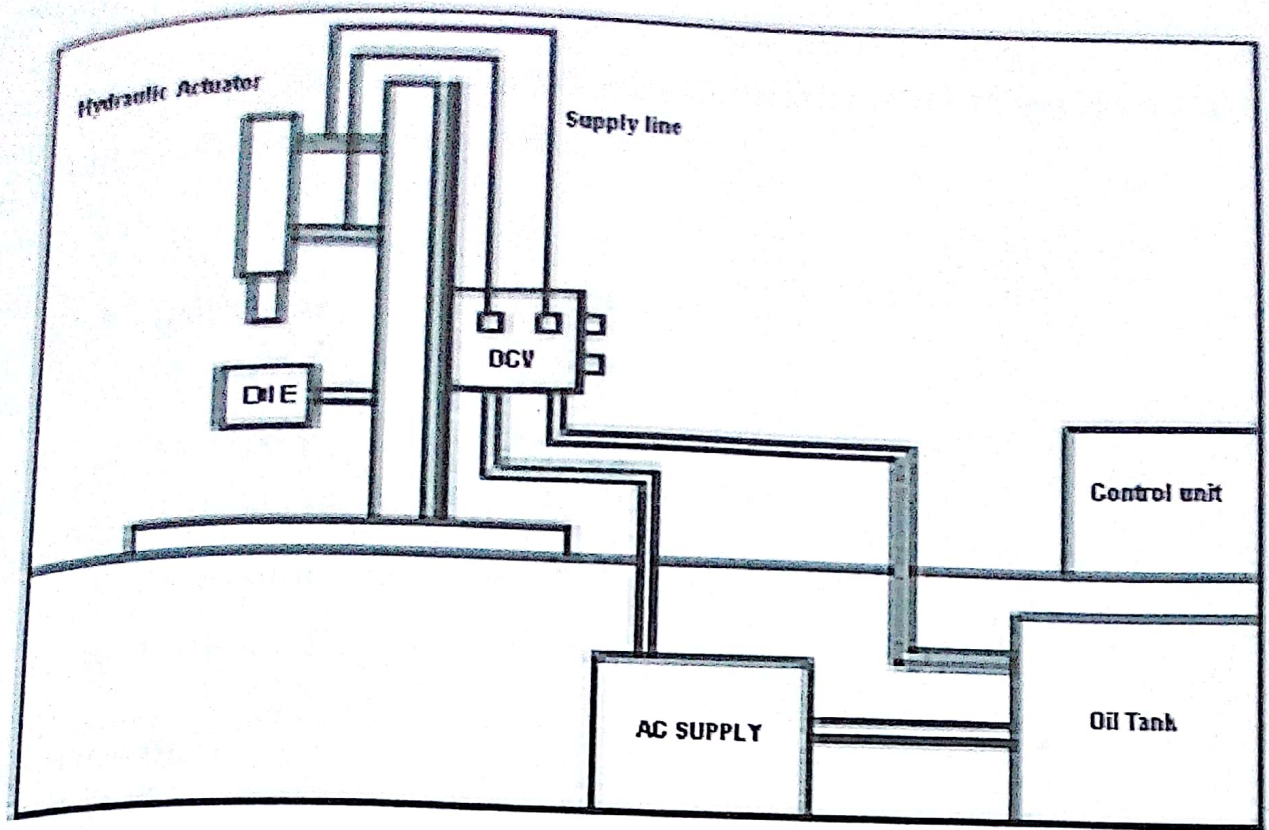 Hydraulic Actuator
Supply line
DCV
DIE
Control unit
AC SUPPLY
Oil Tank